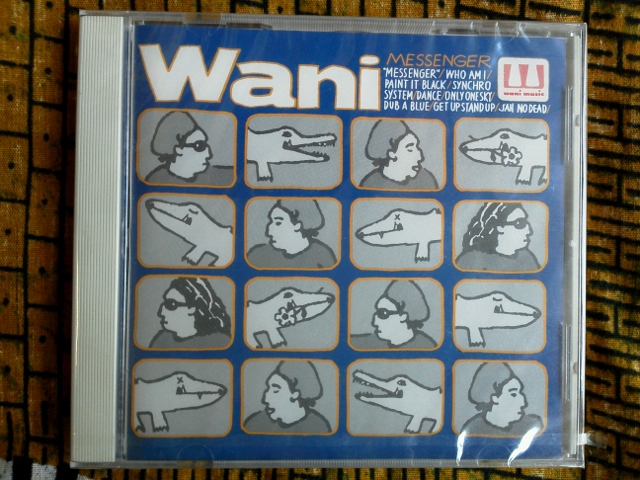 Wani
MESSENGER
"MESSENGER"/WHO AM I/
PAINT IT BLACK/SYNCHRO
SYSTEM/DANCE/ONLY ONE SKY/
DUB A BLUE/GET UP STAND UP/JAH NO DEAD/
wani music